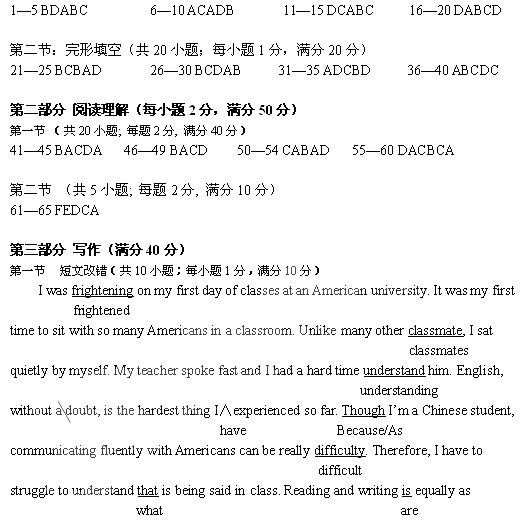 1—5 BDABC 6—10 ACADB 11—15 DCABC 16—20 DABCD
第二节：完形填空（共 20 小题；每小题 1 分，满分 20 分）
21—25 BCBAD 26—30 BCDAB 31—35 ADCBD 36—40 ABCDC
第二部分 阅读理解（每小题 2 分，满分 50 分）
第一节 （ 共 20 小题; 每题 2 分, 满分 40 分）
41—45 BACDA 46—49 BACD 50—54 CABAD 55—60 DACBCA
第二节 （共 5 小题; 每题 2 分, 满分 10 分）
61—65 FEDCA
第三部分 写作（满分 40 分）
第一节 短文改错（ 共 10 小题；每小题 1 分，满分 10 分 ）
I was frightening on my first day of classes at an American university. It was my first
frightened
time to sit with so many Americans in a classroom. Unlike many other classmate, I sat
classmates
quietly by myself. My teacher spoke fast and I had a hard time understand him. English,
understanding
without a\doubt, is the hardest thing I∧experienced so far. Though I'm a Chinese student,
have Because/As
communicating fluently with Americans can be really difficulty. Therefore, I have to
difficult
struggle to understand that is being said in class. Reading and writing is equally as
what are